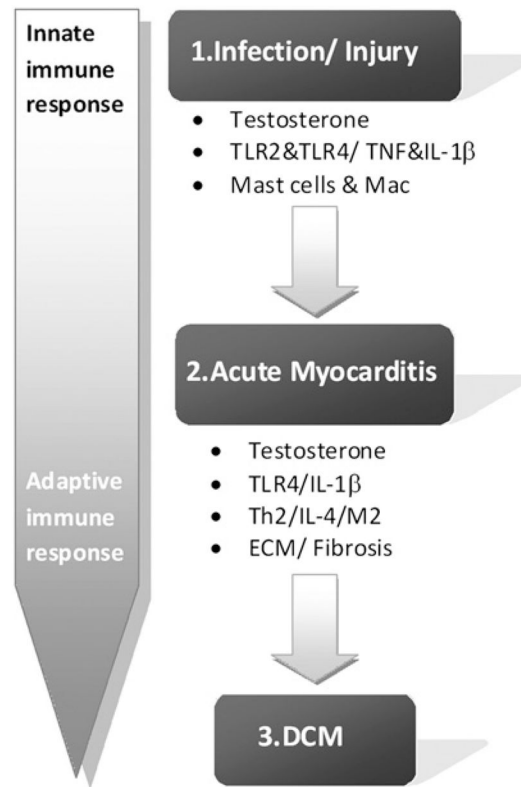 Innate
immune
response
1.Infection/ Injury
• Testosterone
• TLR2&TLR4/ TNF&IL-1β
• Mast cells & Mac
2.Acute Myocarditis
• Testosterone
• TLR4/IL-1β
• Th2/IL-4/M2
• ECM/ Fibrosis
Adaptive
immune
response
3.DCM